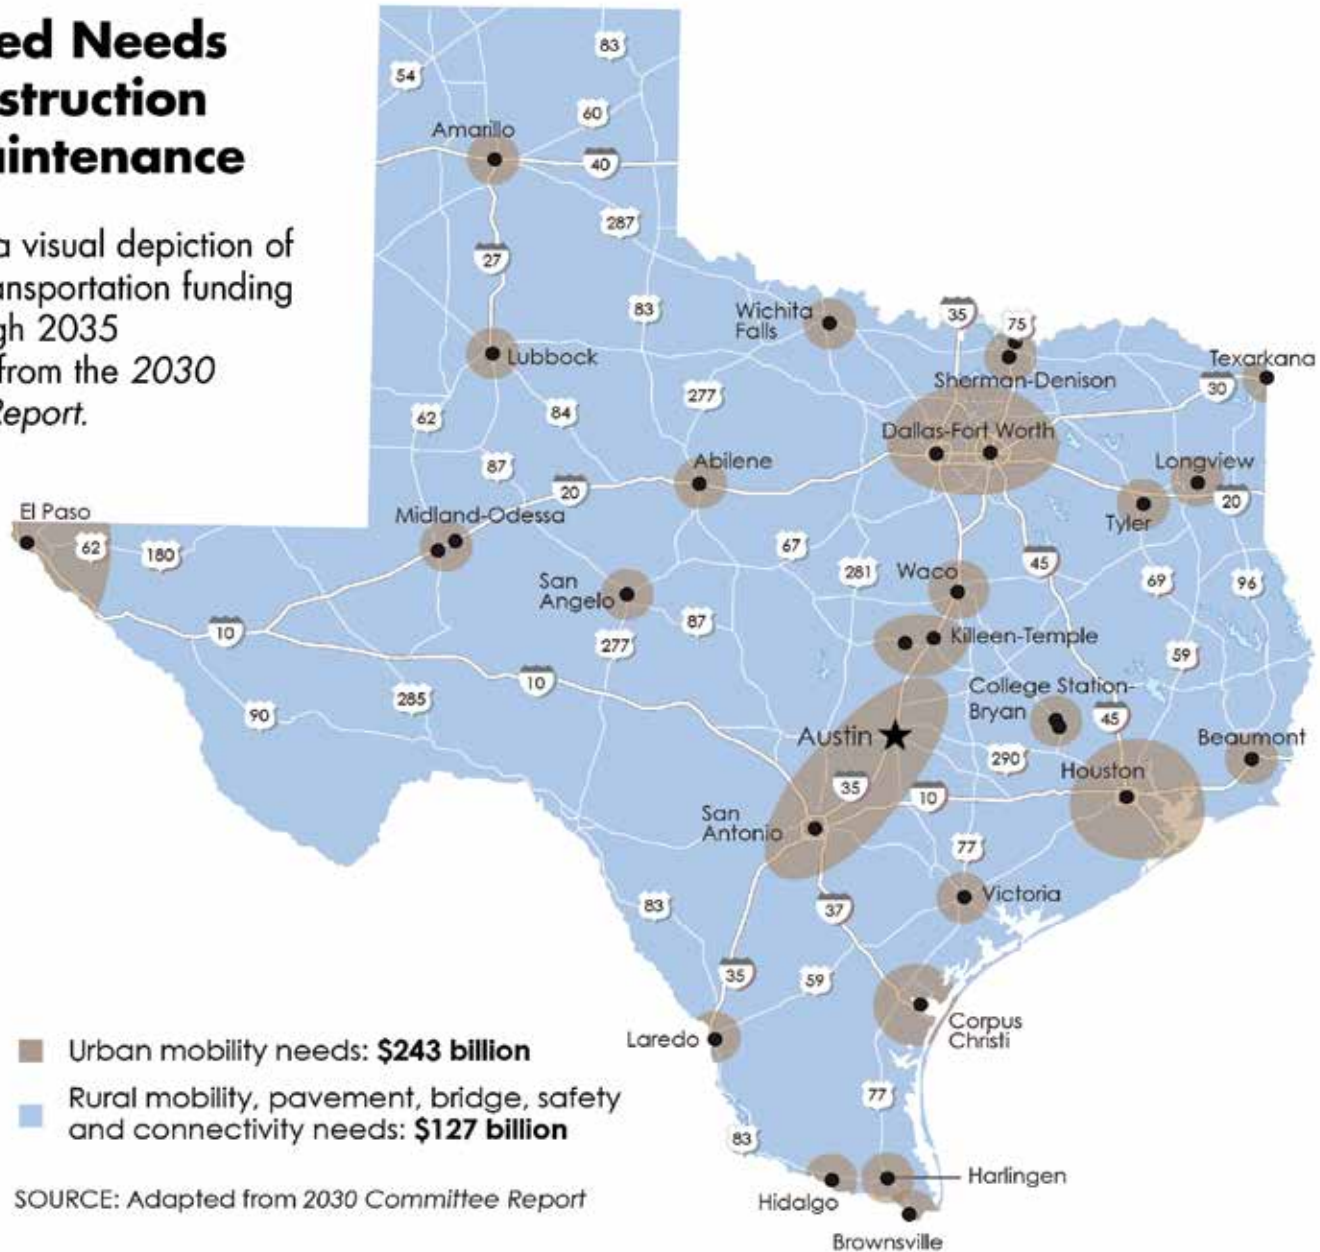 ed Needs
struction
aintenance
a visual depiction of
ansportation funding
gh 2035
from the 2030
Report.
83
54
60
Amarillo
40
287
27
83
Wichita
Falls
35
75
Lubbock
Sherman-Denison
Texarkana
30
277
62
84
Dallas-Fort Worth
87
Abilene
Longview
20
20
El Paso
Midland-Odessa
Tyler
62
180
67
281
Waco
45
69
96
San
Angelo
10
87
277
Killeen-Temple
59
10
285
90
College Station-
Bryan
45
Austin
290
Beaumont
Houston
35
10
San
Antonio
77
83
37
Victoria
35
59
Corpus
Christi
Laredo
77
83
Harlingen
Hidalgo
Brownsville
Urban mobility needs: $243 billion
Rural mobility, pavement, bridge, safety
and connectivity needs: $127 billion
SOURCE: Adapted from 2030 Committee Report